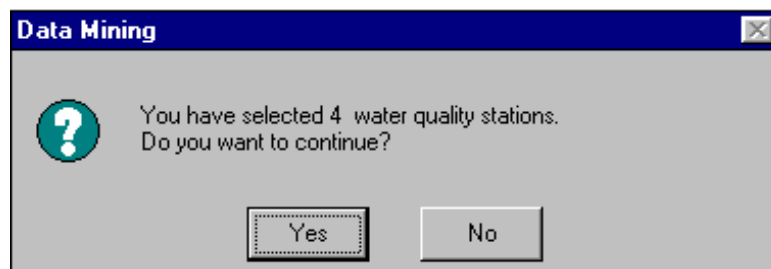 Data Mining
You have selected 4  water quality stations.
Do you want to continue?
Yes No